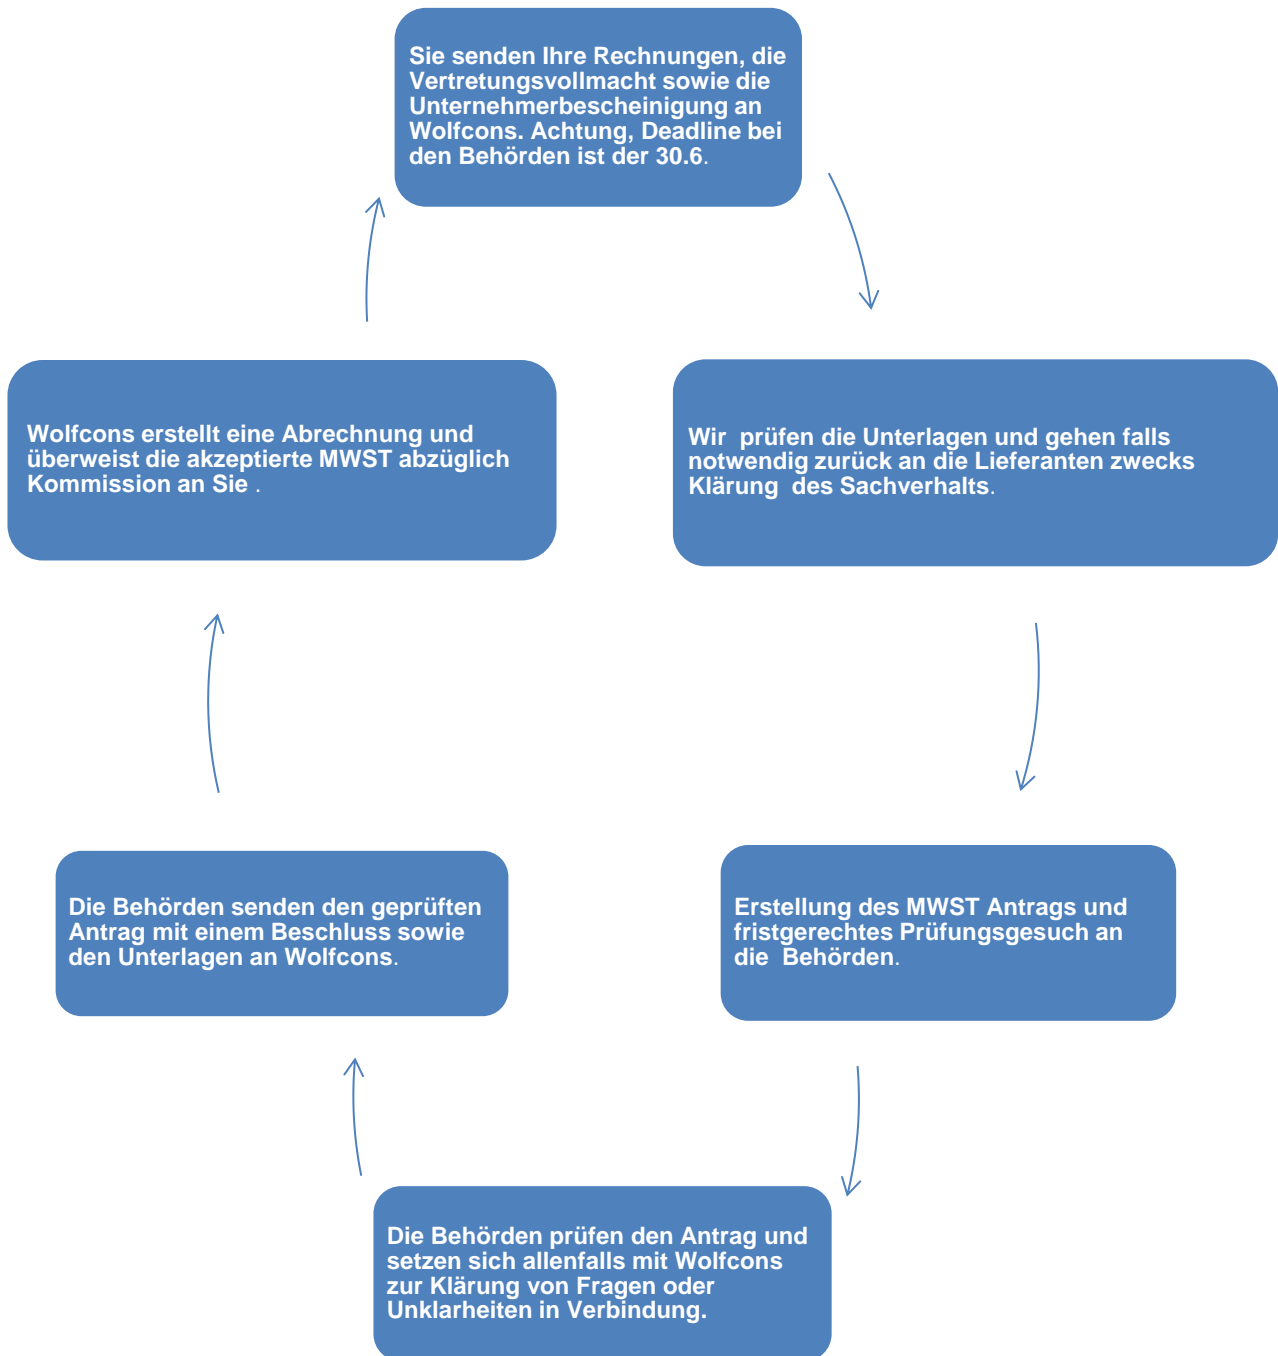 Sie senden Ihre Rechnungen, die
Vertretungsvollmacht sowie die
Unternehmerbescheinigung an
Wolfcons. Achtung, Deadline bei
den Behörden ist der 30.6.
Wir prüfen die Unterlagen und gehen falls
notwendig zurück an die Lieferanten zwecks
Klärung des Sachverhalts.
Erstellung des MWST Antrags und
fristgerechtes Prüfungsgesuch an
die Behörden.
Die Behörden prüfen den Antrag und
setzen sich allenfalls mit Wolfcons
zur Klärung von Fragen oder
Unklarheiten in Verbindung.
Die Behörden senden den geprüften
Antrag mit einem Beschluss sowie
den Unterlagen an Wolfcons.
Wolfcons erstellt eine Abrechnung und
überweist die akzeptierte MWST abzüglich
Kommission an Sie .